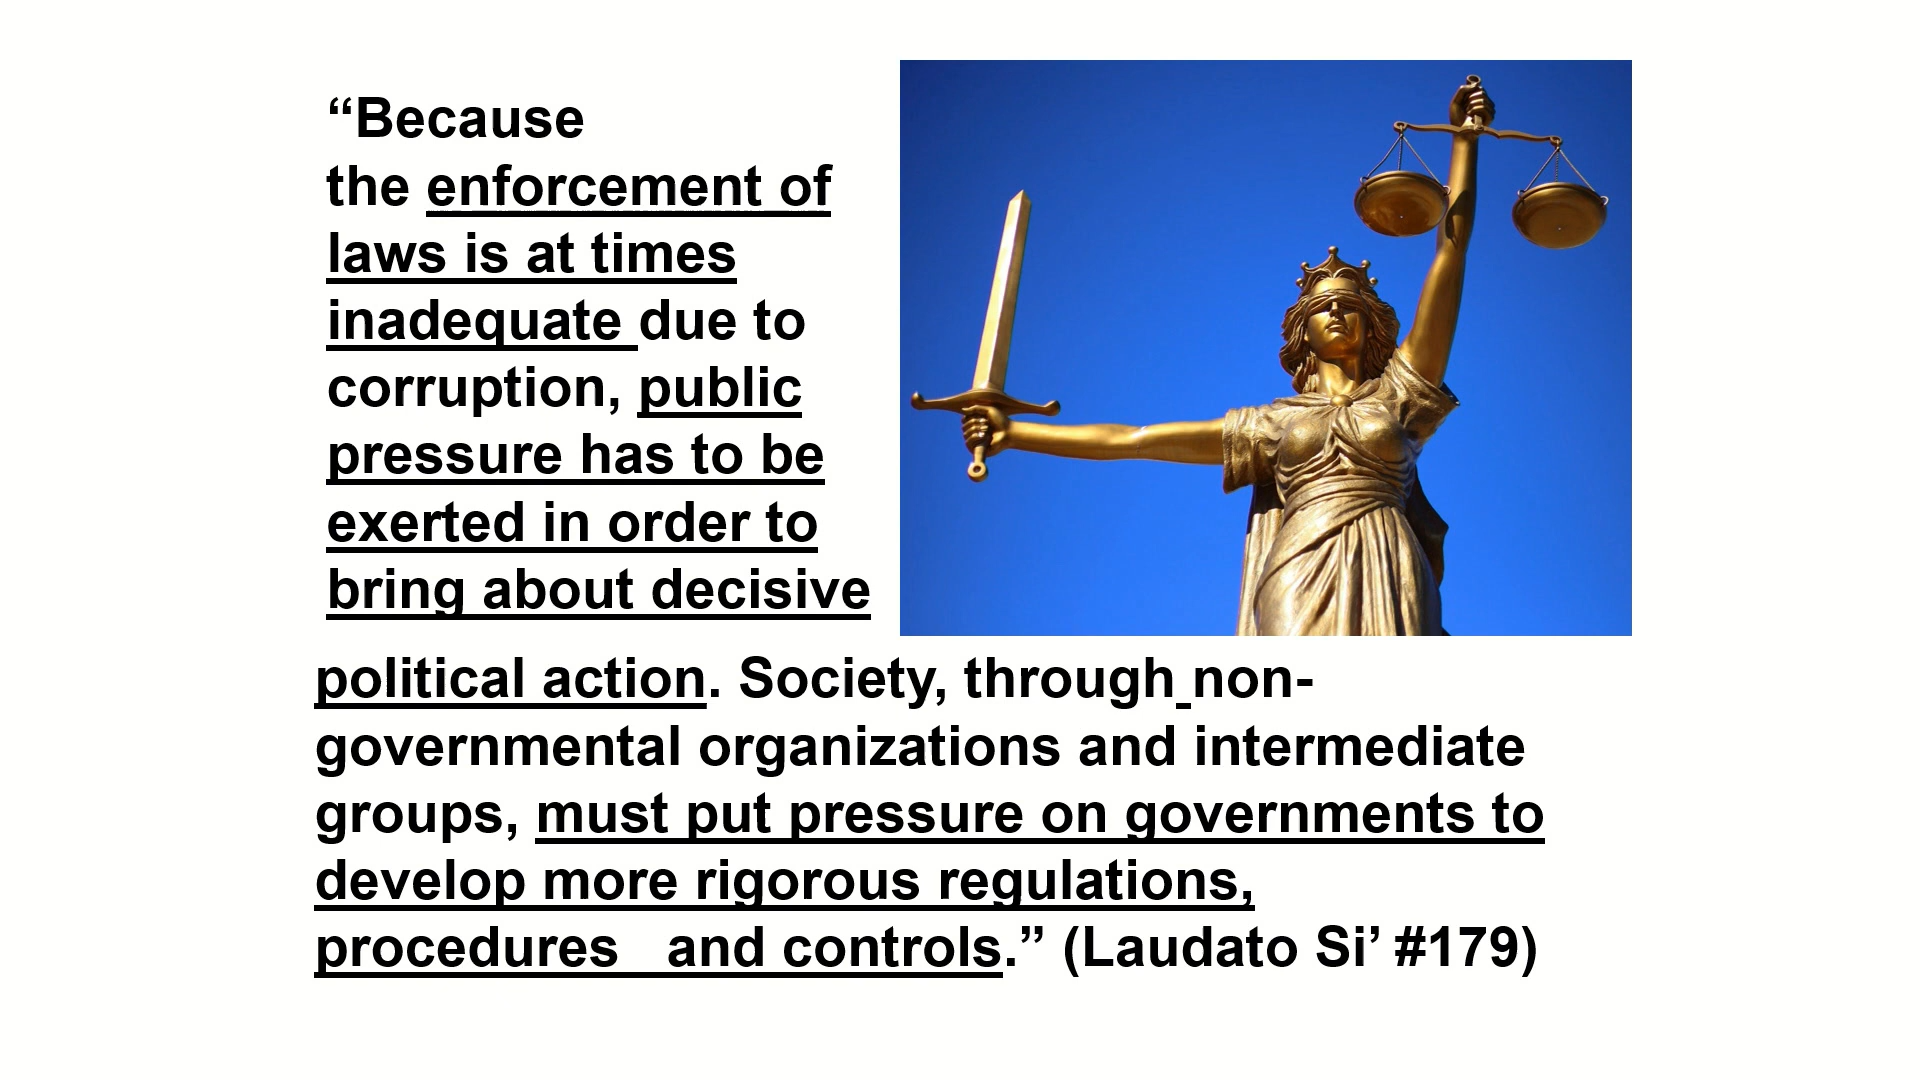 “Because
the enforcement of
laws is at times
inadequate due to
corruption, public
pressure has to be
exerted in order to
bring about decisive
political action. Society, through non-
governmental organizations and intermediate
groups, must put pressure on governments to
develop more rigorous regulations,
procedures   and controls.” (Laudato Si’ #179)